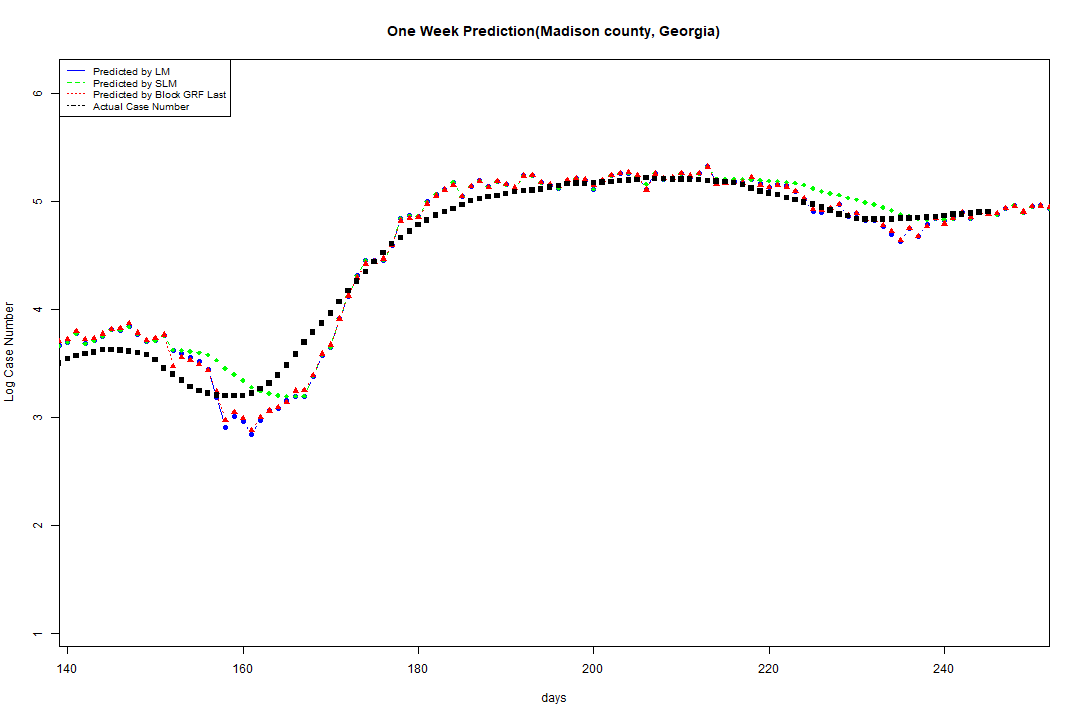 One Week Prediction(Madison county, Georgia)
Predicted by LM
Predicted by SLM
Predicted by Block GRF Last
Actual Case Number
6
5
4
3
2
1
Log Case Number
140 160 180 200 220 240
days